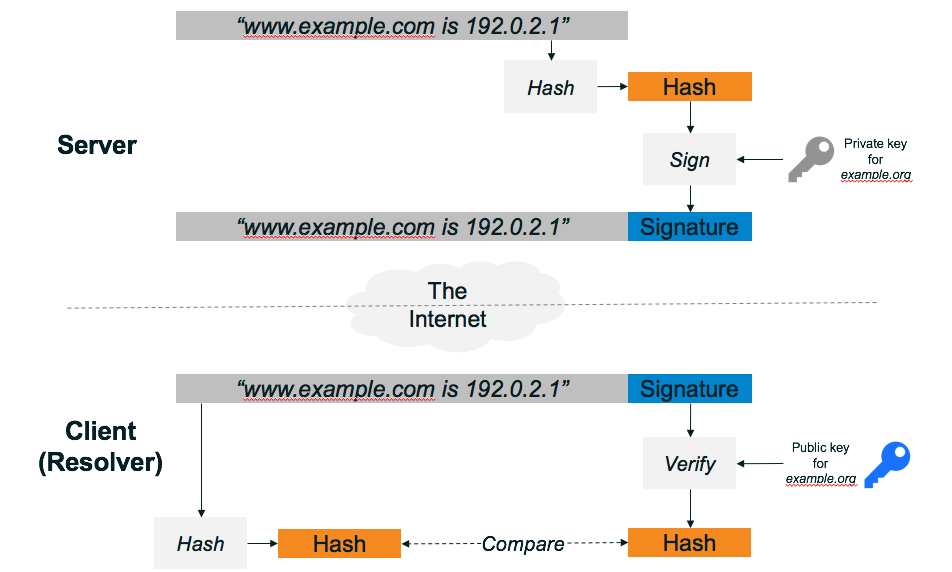 “www.example.com is 192.0.2.1”
Hash
Hash
Server
Private key
for
example.org
Sign
“www.example.com is 192.0.2.1”
Signature
The
Internet
“www.example.com is 192.0.2.1”
Signature
Client
(Resolver)
Public key
for
example.org
Verify
Hash
Hash
Compare
Hash